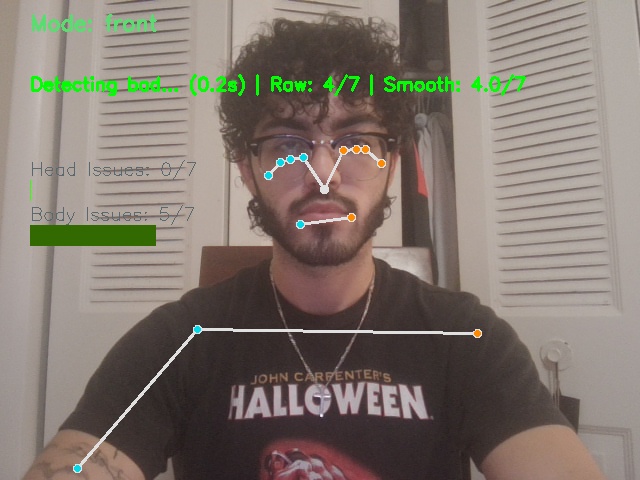 Mode: front
Detecting bad... (0.2s) | Raw: 4/7 | Smooth: 4.0/7
Head Issues: 0/7
Body Issues: 5/7
JOHN CARPENTER'S
HALLOWEEN